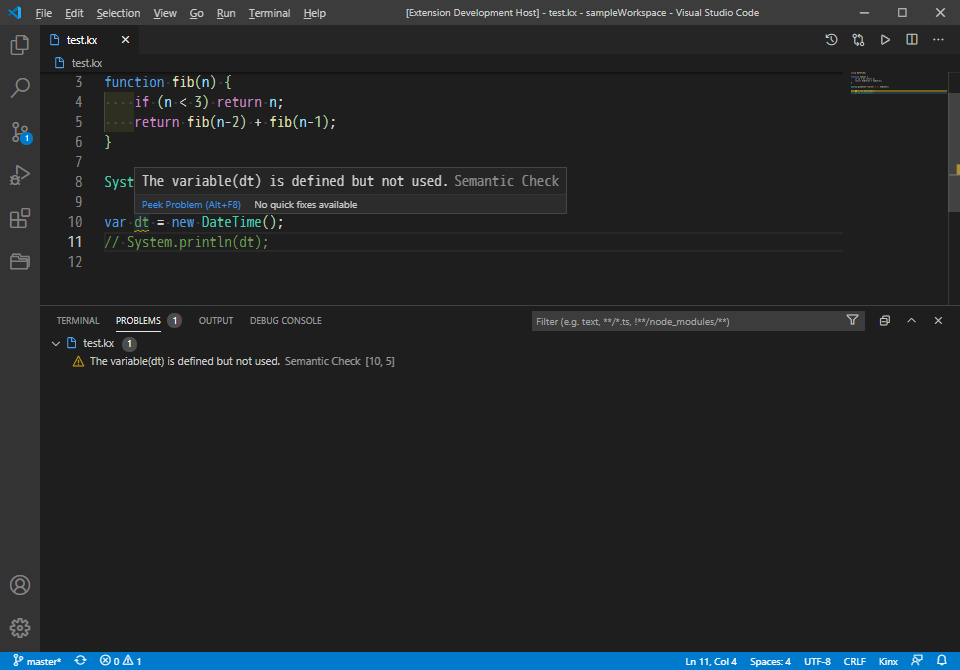 File Edit Selection View Go Run Terminal Help [Extension Development Host] - test.kx - sampleWorkspace - Visual Studio Code
test.kx
test.kx
3 function fib(n) {
4 if (n < 3) return n;
5 return fib(n-2) + fib(n-1);
6 }
7
8 Syst
The variable(dt) is defined but not used. Semantic Check
9
Peek Problem (Alt+F8) No quick fixes available
10 var dt = new DateTime();
11 // System.println(dt);
12
TERMINAL PROBLEMS 1 OUTPUT DEBUG CONSOLE Filter (e.g. text, **/*.ts, !**/node_modules/**)
test.kx 1
The variable(dt) is defined but not used. Semantic Check [10, 5]
1
master* 0 1 Ln 11, Col 4 Spaces: 4 UTF-8 CRLF Kinx